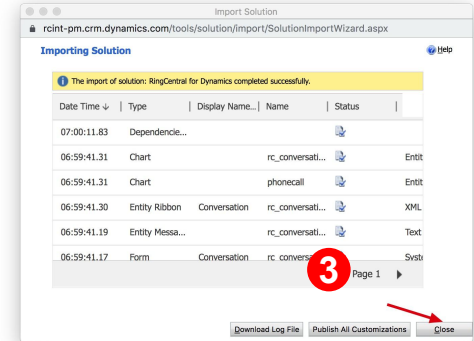 Import Solution
rcint-pm.crm.dynamics.com/tools/solution/import/SolutionImportWizard.aspx
Importing Solution
Help
The import of solution: RingCentral for Dynamics completed successfully.
Date Time Type Display Name... Name Status
07:00:11.83 Dependencie...
06:59:41.31 Chart rc_conversati... Entit
06:59:41.31 Chart phonecall Entit
06:59:41.30 Entity Ribbon Conversation rc_conversati... XML
06:59:41.19 Entity Messa... rc_conversati... Text
06:59:41.17 Form Conversation rc_conversa Syste
3
Page 1
Download Log File Publish All Customizations Close